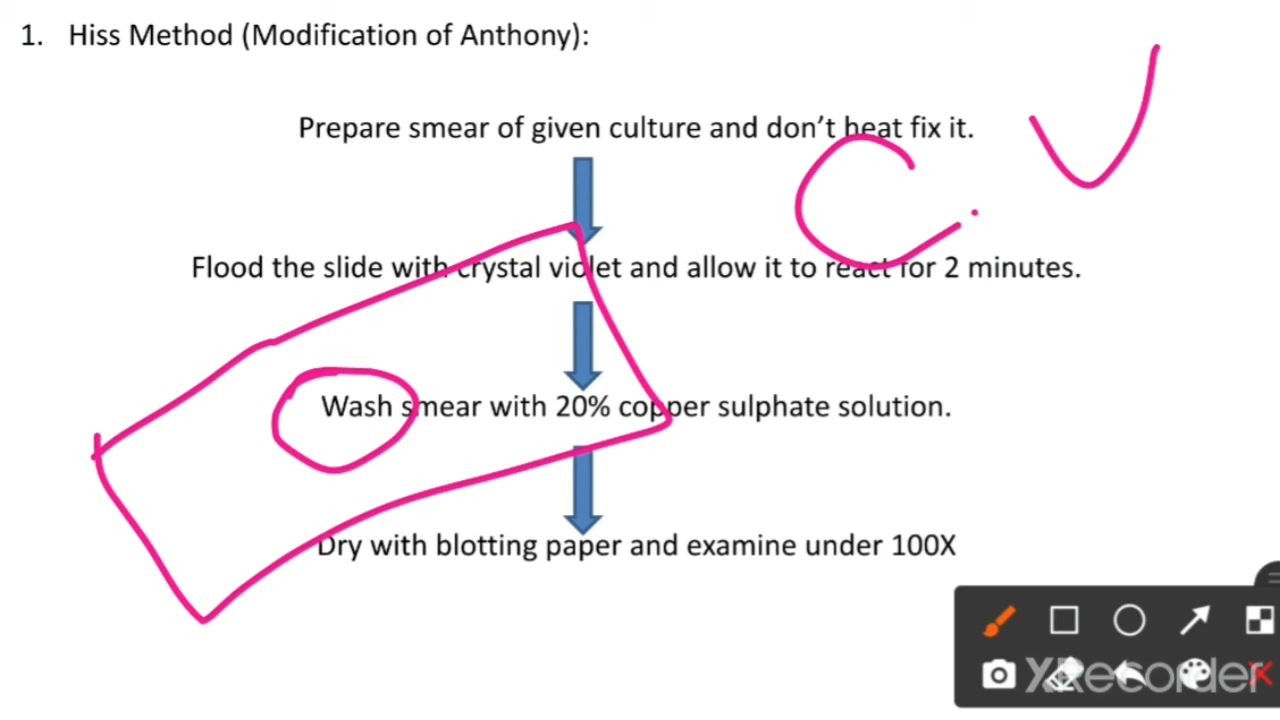 1. Hiss Method (Modification of Anthony):
Prepare smear of given culture and don't heat fix it.
C. V
Flood the slide with crystal violet and allow it to react for 2 minutes.
Wash smear with 20% copper sulphate solution.
Dry with blotting paper and examine under 100X
XRecorder